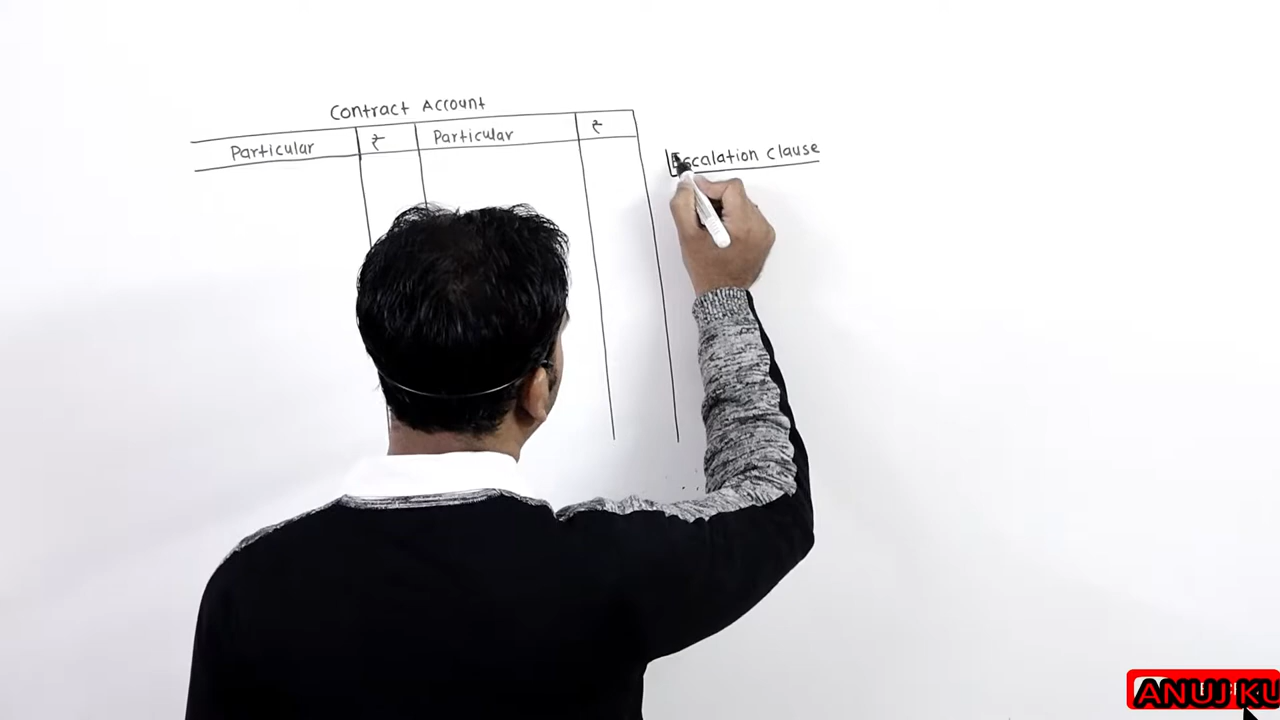 Contract Account
Particular ₹ Particular ₹
Escalation clause
ANUJ KU